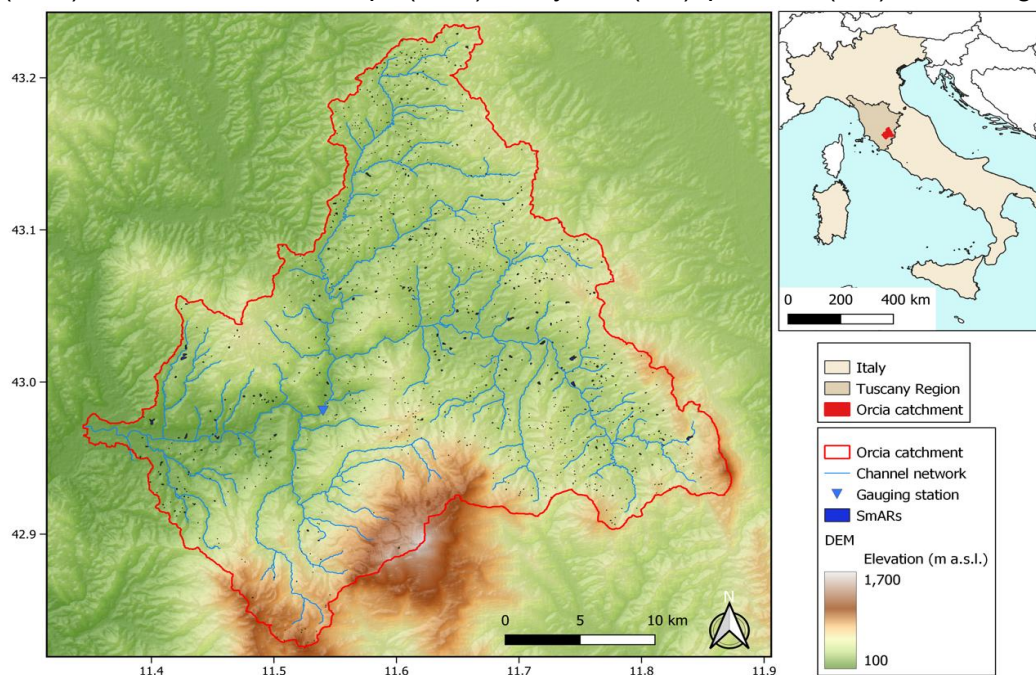 43.2
43.1
43.0
42.9
11.4
11.5
11.6
11.7
11.8
11.9
N
0 5 10 km
0 200 400 km
Italy
Tuscany Region
Orcia catchment
Orcia catchment
Channel network
Gauging station
SmARs
DEM
Elevation (m a.s.l.)
1,700
100